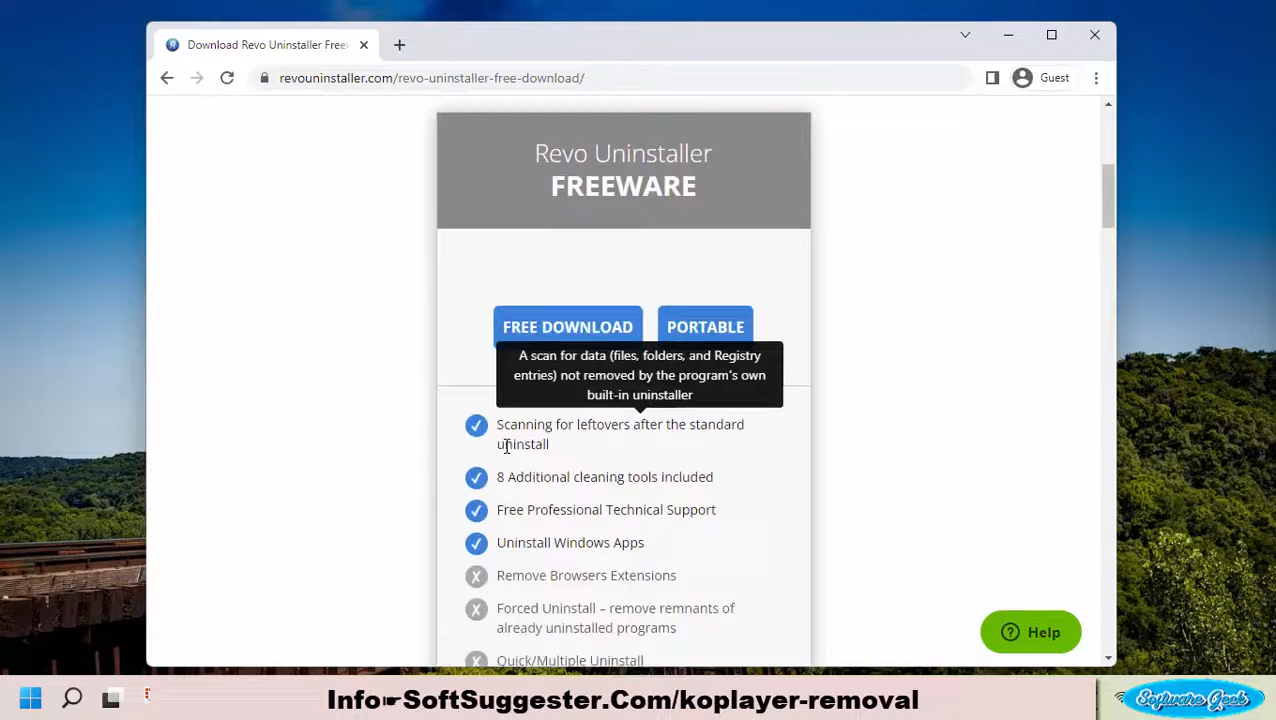 Download Revo Uninstaller Free
revouninstaller.com/revo-uninstaller-free-download/
Guest
Revo Uninstaller
FREEWARE
FREE DOWNLOAD
PORTABLE
A scan for data (files, folders, and Registry
entries) not removed by the program's own
built-in uninstaller
Scanning for leftovers after the standard
uninstall
8 Additional cleaning tools included
Free Professional Technical Support
Uninstall Windows Apps
Remove Browsers Extensions
Forced Uninstall – remove remnants of
already uninstalled programs
Quick/Multiple Uninstall
Help
Info☛SoftSuggester.Com/koplayer-removal
Software Geek